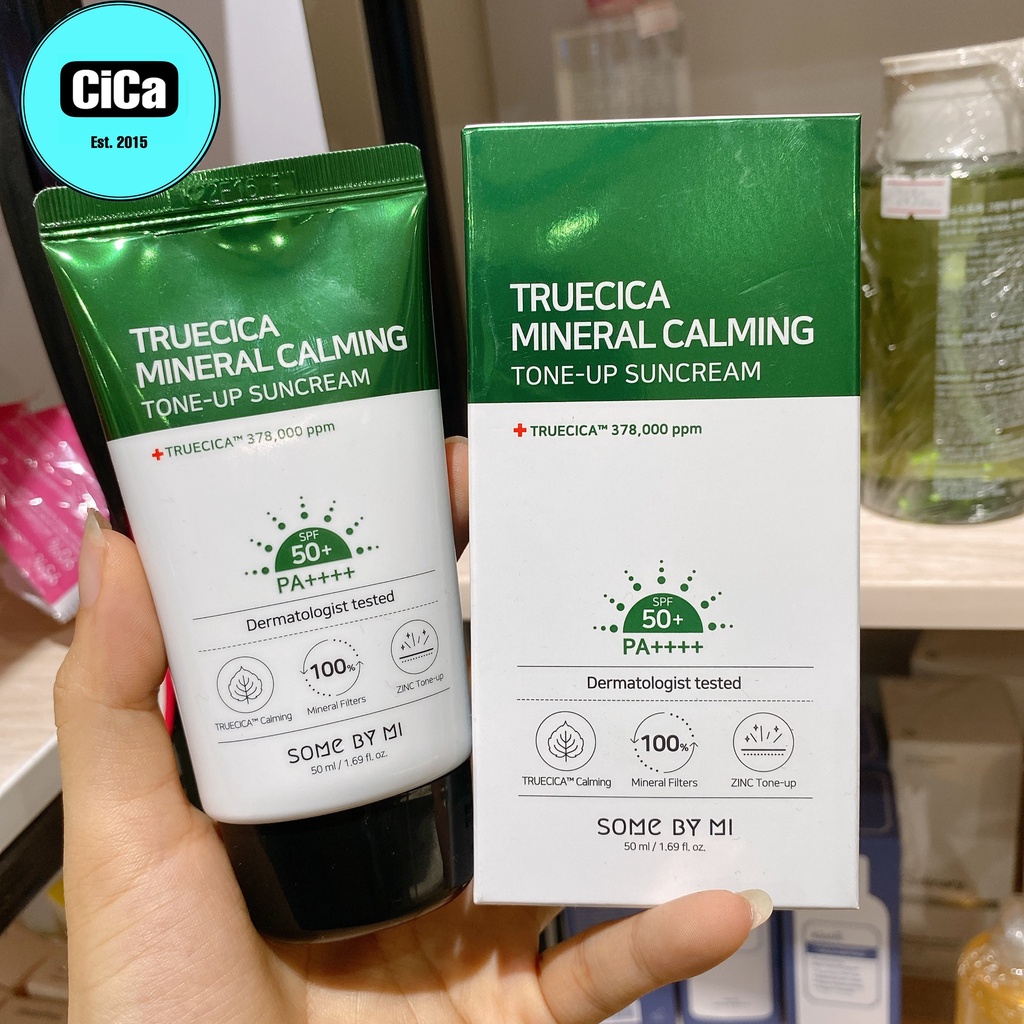 CiCa
Est. 2015
TRUECICA
MINERAL CALMING
TONE-UP SUNCREAM
TRUECICA™ 378,000 ppm
SPF
50+
PA++++
Dermatologist tested
100%
TRUECICA™ Calming
Mineral Filters
ZINC Tone-up
SOME BY MI
50 ml / 1.69 fl. oz.
TRUECICA
MINERAL CALMING
TONE-UP SUNCREAM
TRUECICA™ 378,000 ppm
SPF
50+
PA++++
Dermatologist tested
100%
TRUECICA™ Calming
Mineral Filters
ZINC Tone-up
SOME BY MI
50 ml / 1.69 fl. oz.